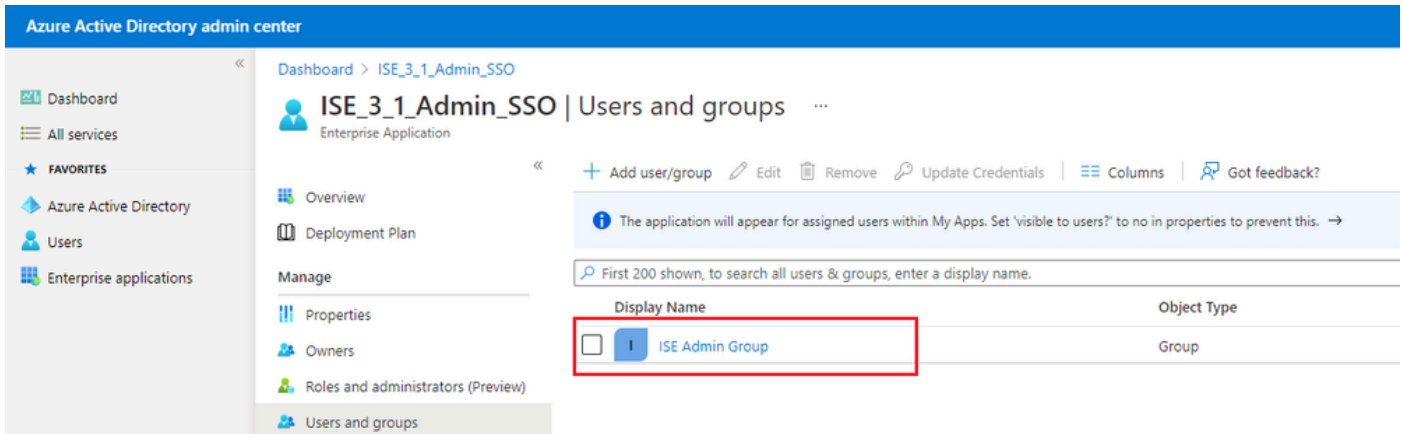 Azure Active Directory admin center
«
Dashboard
All services
FAVORITES
Azure Active Directory
Users
Enterprise applications
Dashboard > ISE_3_1_Admin_SSO
ISE_3_1_Admin_SSO | Users and groups ...
Enterprise Application
«
Overview
Deployment Plan
Manage
Properties
Owners
Roles and administrators (Preview)
Users and groups
+ Add user/group Edit Remove Update Credentials Columns Got feedback?
The application will appear for assigned users within My Apps. Set 'visible to users?' to no in properties to prevent this. →
First 200 shown, to search all users & groups, enter a display name.
Display Name Object Type
I ISE Admin Group Group